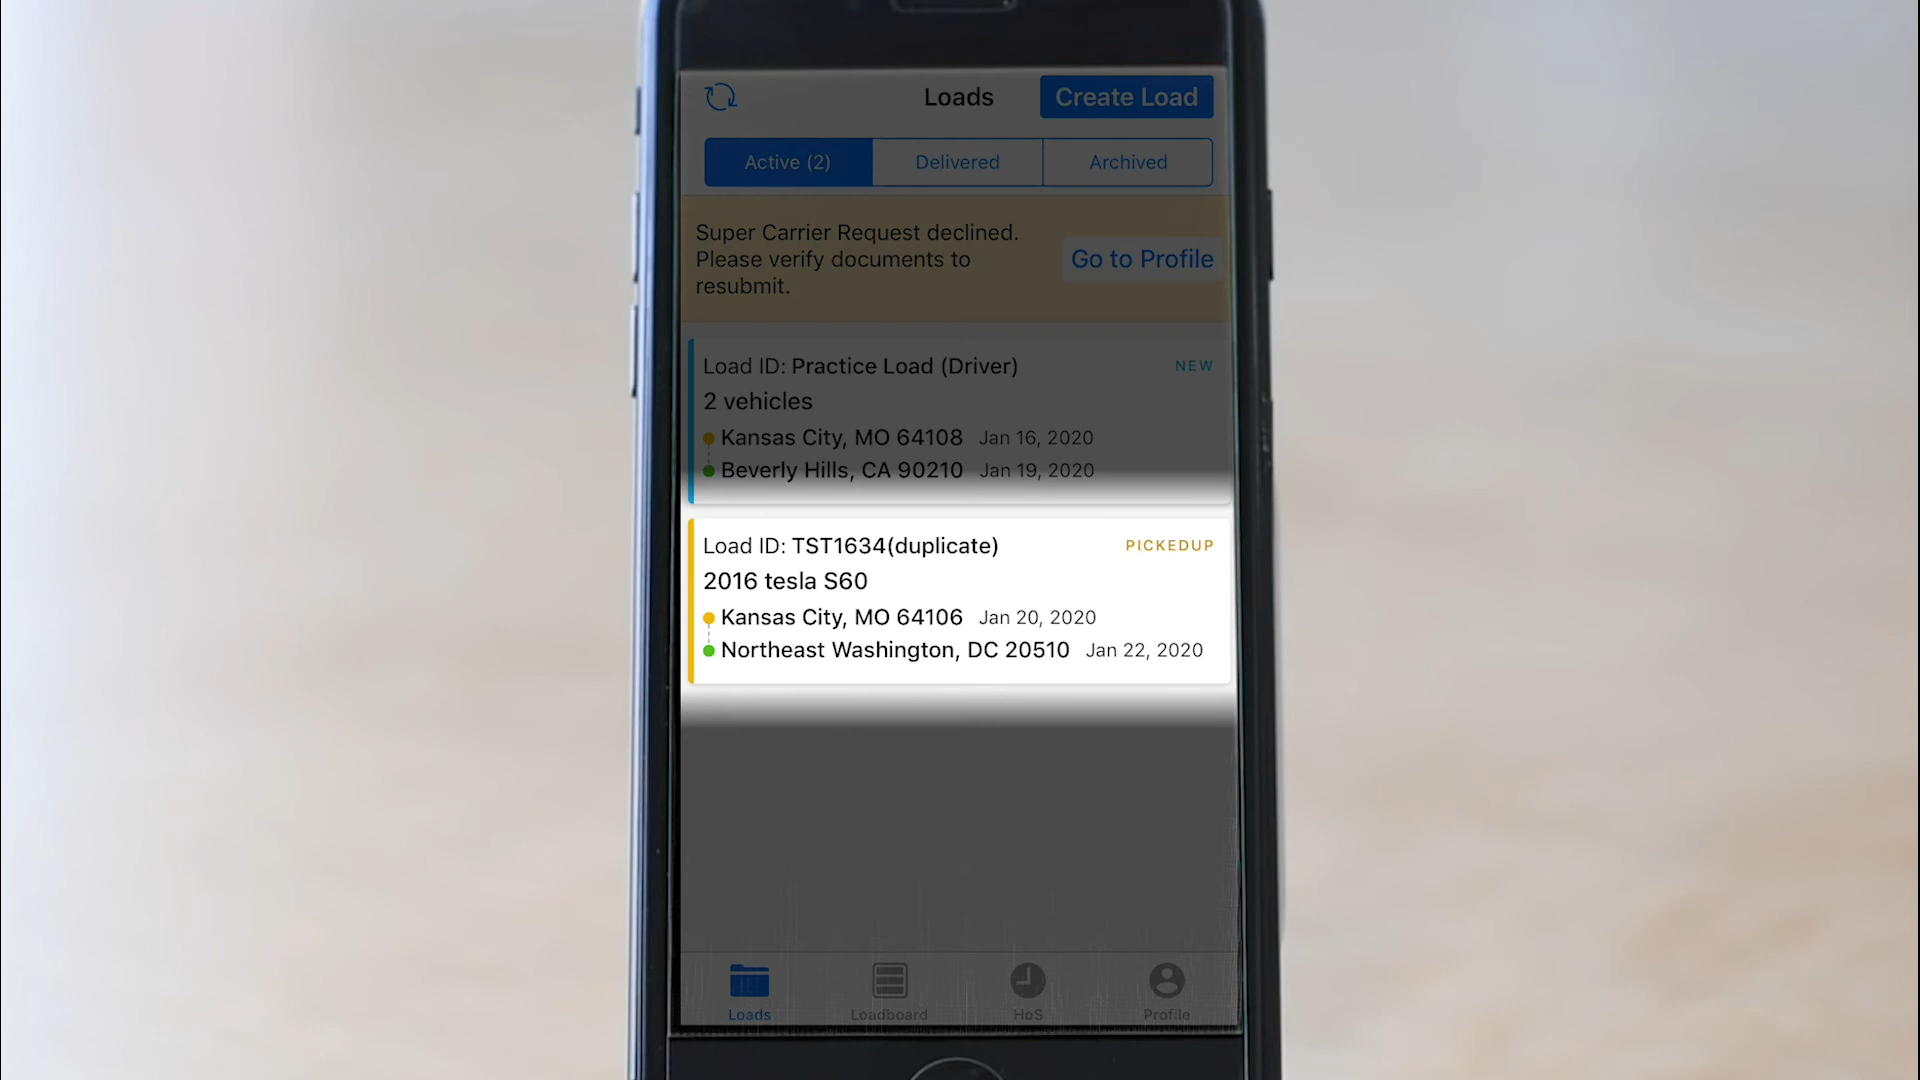 Loads
Create Load
Active (2)
Delivered
Archived
Super Carrier Request declined.
Please verify documents to
resubmit.
Go to Profile
Load ID: Practice Load (Driver)
NEW
2 vehicles
Kansas City, MO 64108 Jan 16, 2020
Beverly Hills, CA 90210 Jan 19, 2020
Load ID: TST1634(duplicate)
PICKEDUP
2016 tesla S60
Kansas City, MO 64106 Jan 20, 2020
Northeast Washington, DC 20510 Jan 22, 2020
Loads
Loadboard
HoS
Profile